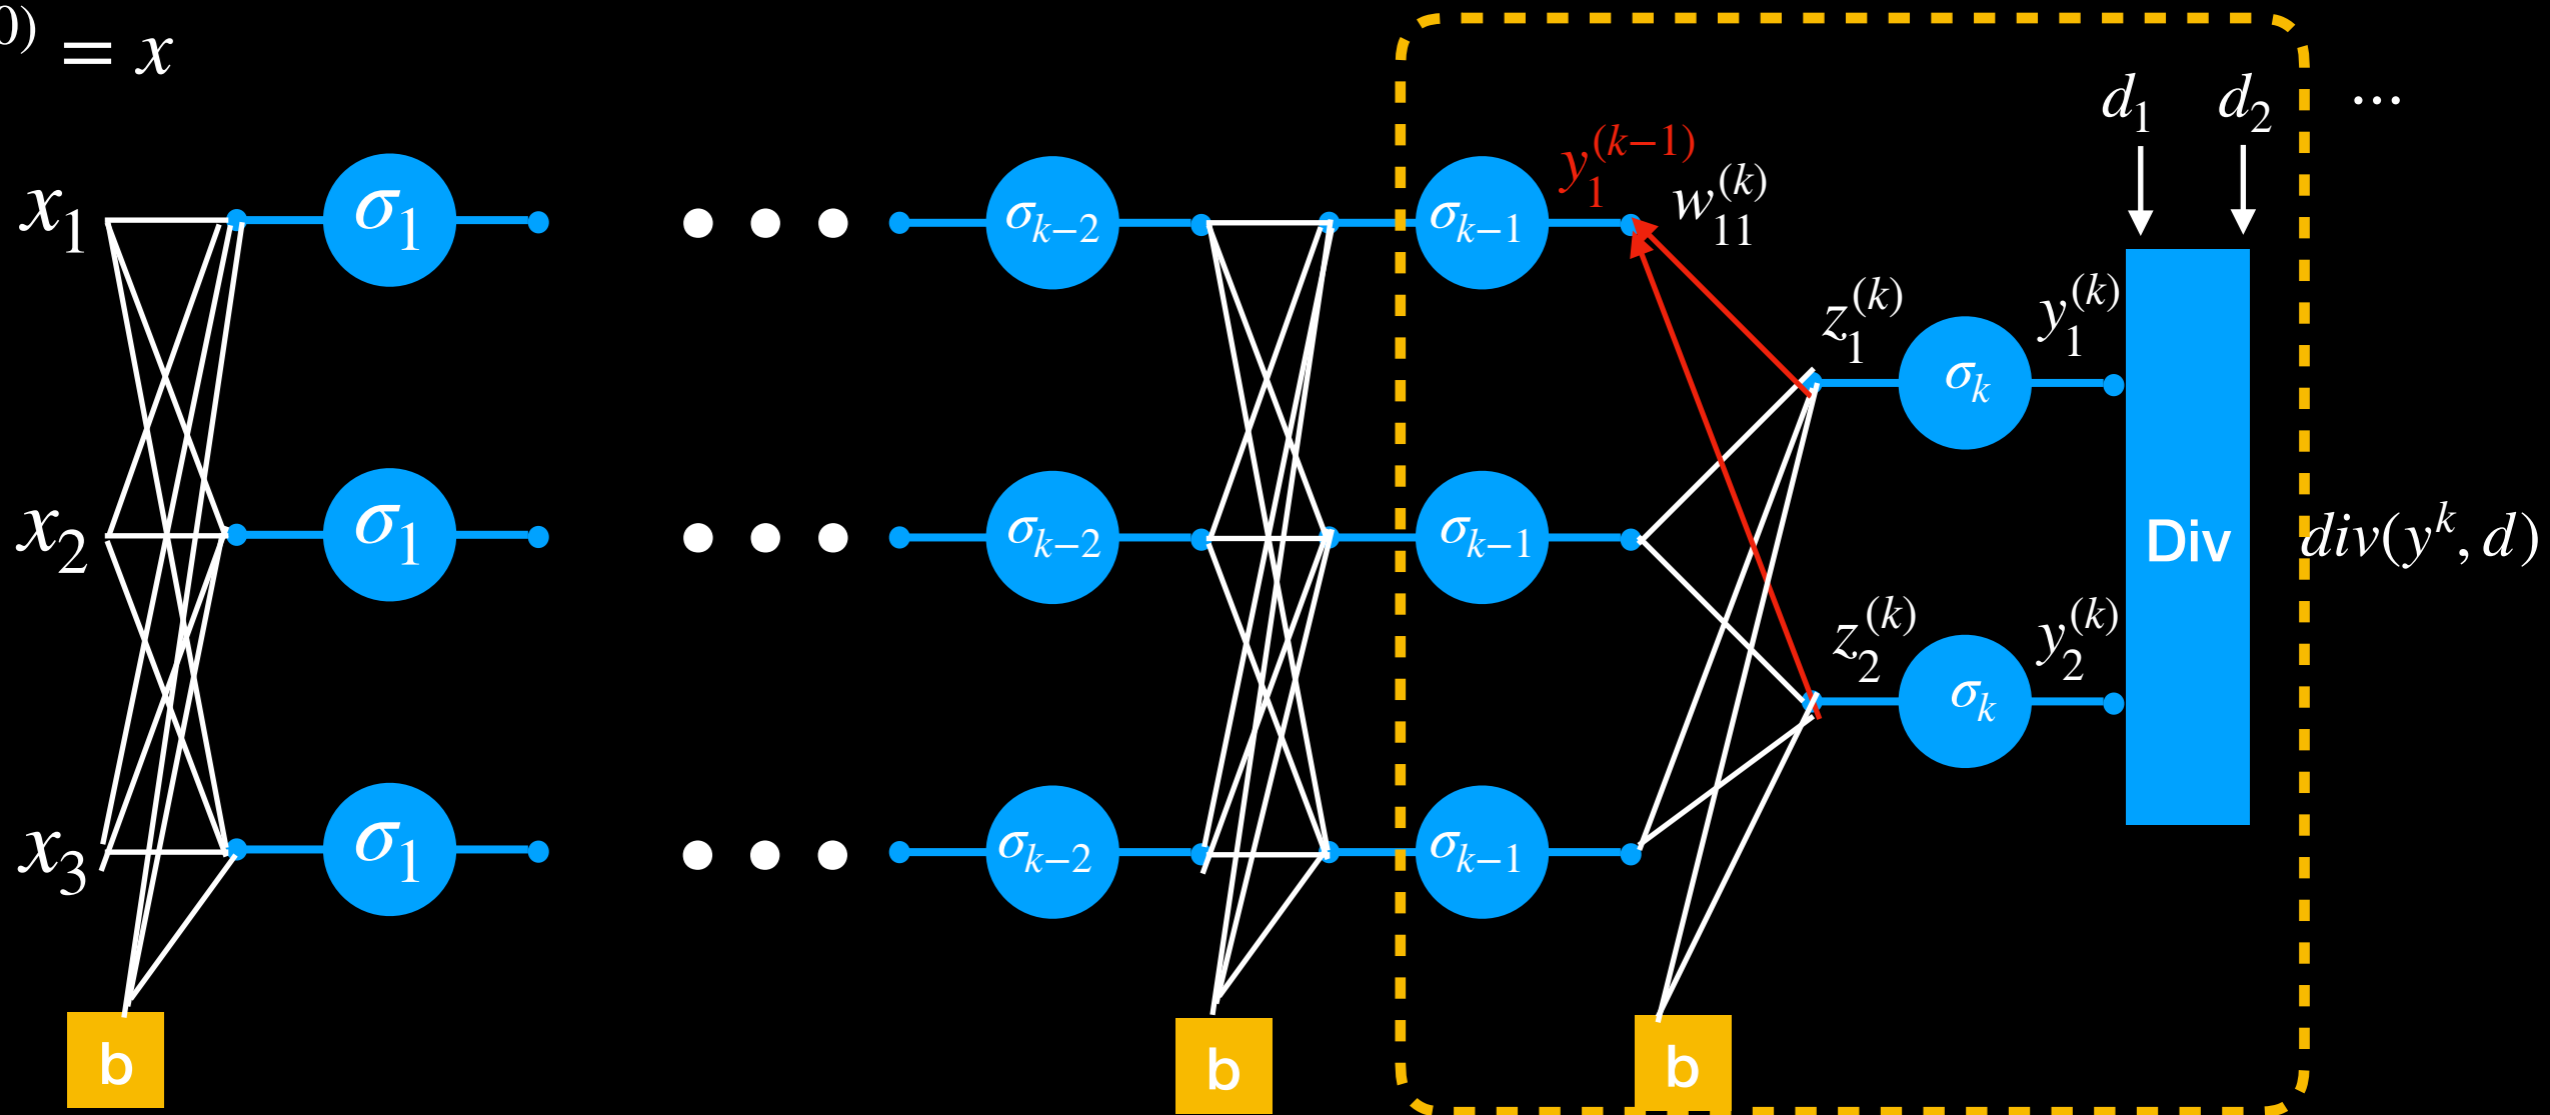 0) = x
d₁ d₂ ...
y₁^(k−1)
w₁₁^(k)
x₁ σ₁ σₖ₋₂ σₖ₋₁
z₁^(k) σₖ y₁^(k)
x₂ σ₁ σₖ₋₂ σₖ₋₁ Div div(y^k, d)
z₂^(k) σₖ y₂^(k)
x₃ σ₁ σₖ₋₂ σₖ₋₁
b b b